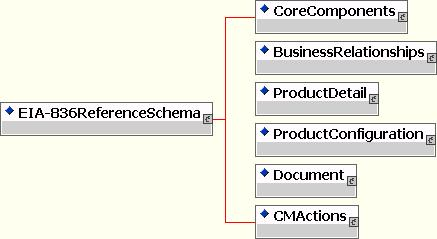 CoreComponents
BusinessRelationships
ProductDetail
EIA-836ReferenceSchema
ProductConfiguration
Document
CMActions